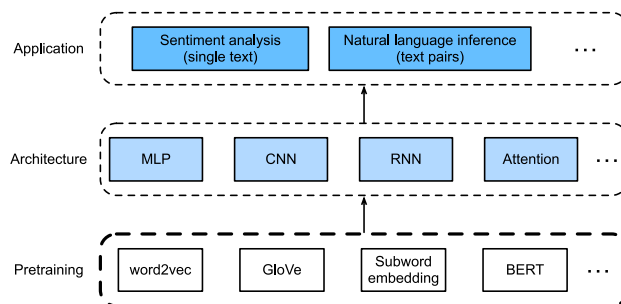 Application
Sentiment analysis
(single text)
Natural language inference
(text pairs)
...
Architecture
MLP
CNN
RNN
Attention
...
Pretraining
word2vec
GloVe
Subword
embedding
BERT
...